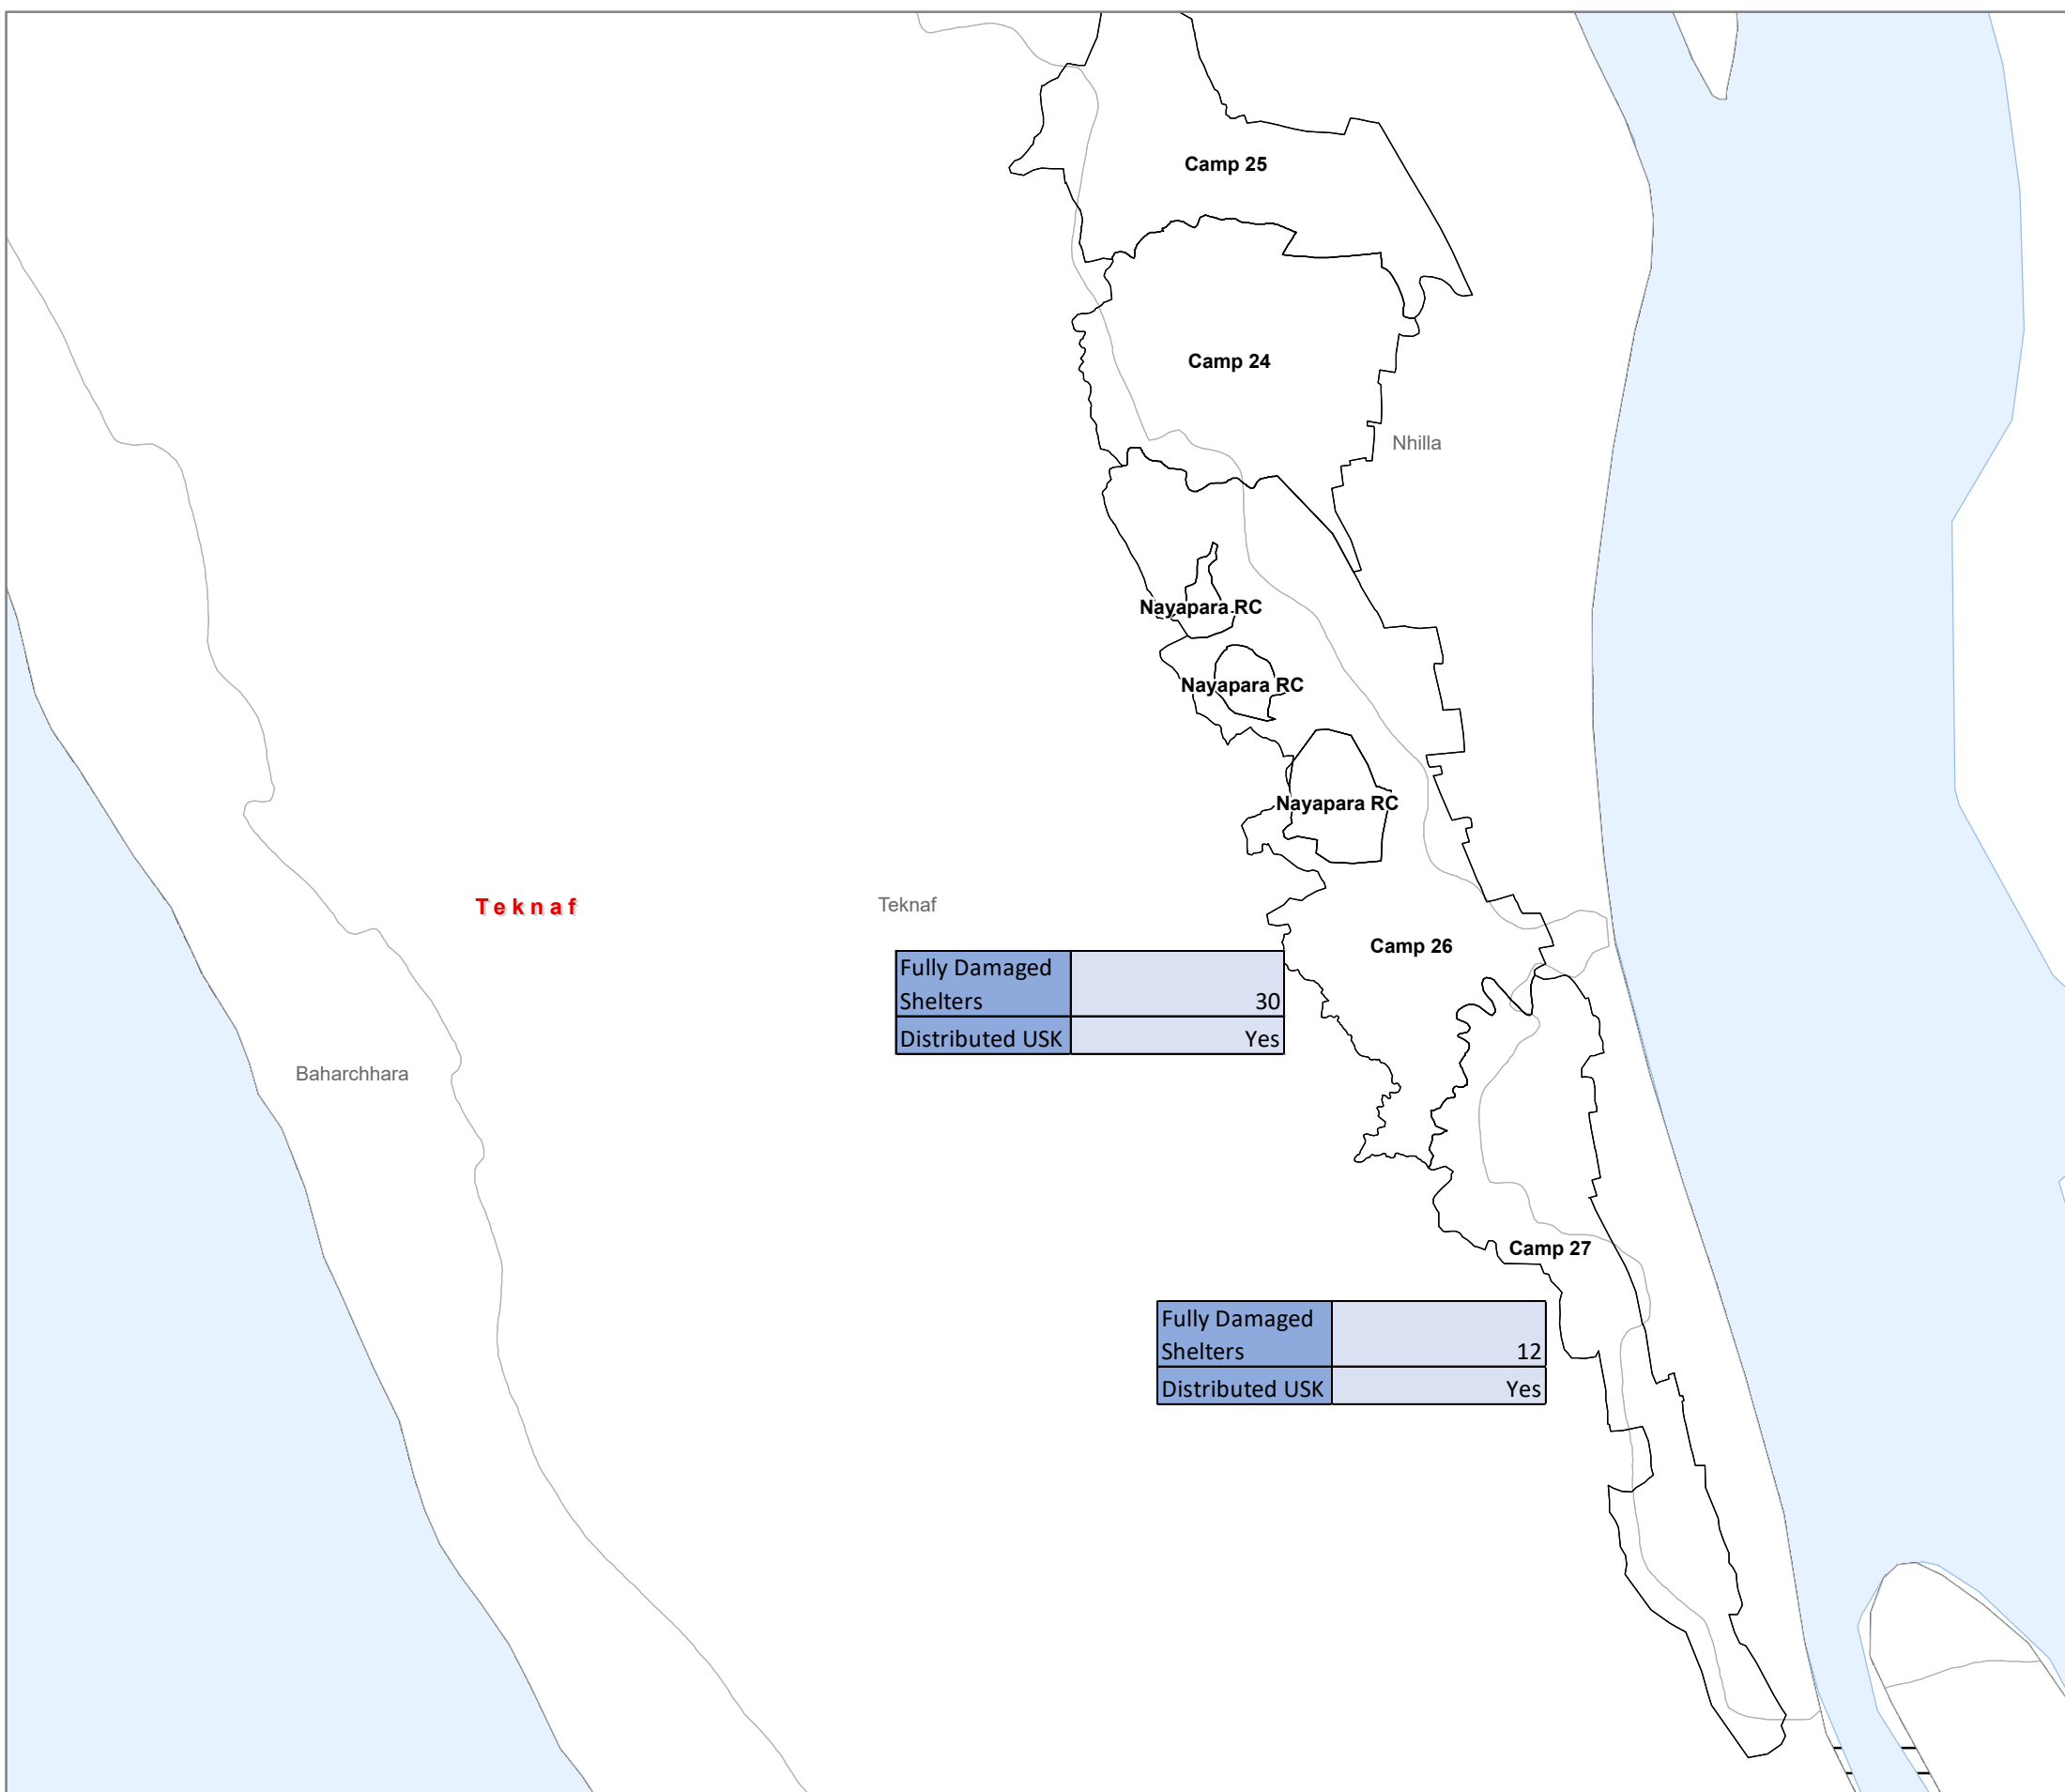 Camp 25
Camp 24
Nhilla
Nayapara RC
Nayapara RC
Nayapara RC
Teknaf
Teknaf
Camp 26
Fully Damaged
Shelters 30
Distributed USK Yes
Baharchhara
Camp 27
Fully Damaged
Shelters 12
Distributed USK Yes